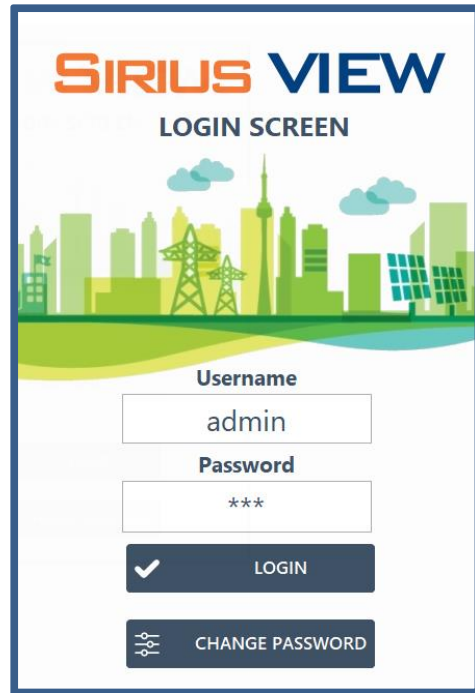 SIRIUS VIEW
LOGIN SCREEN
Username
admin
Password
***
LOGIN
CHANGE PASSWORD